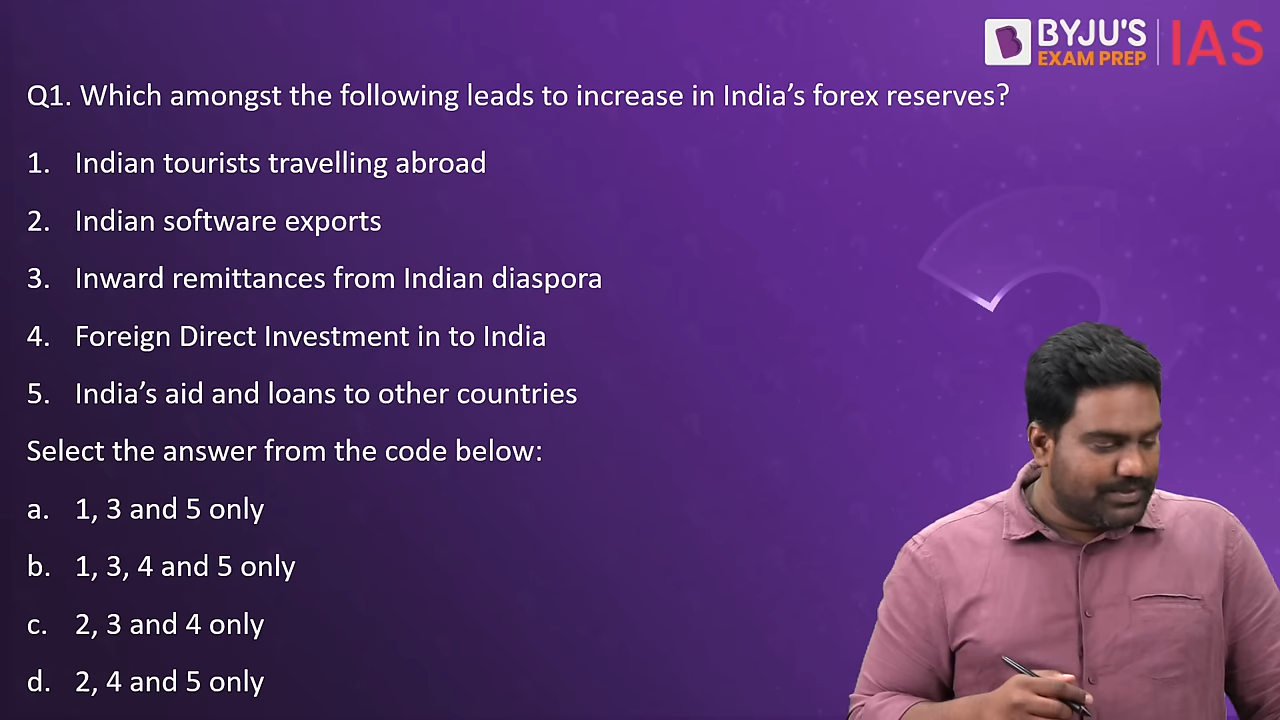 BYJU'S
EXAM PREP
IAS
Q1. Which amongst the following leads to increase in India’s forex reserves?
1. Indian tourists travelling abroad
2. Indian software exports
3. Inward remittances from Indian diaspora
4. Foreign Direct Investment in to India
5. India’s aid and loans to other countries
Select the answer from the code below:
a. 1, 3 and 5 only
b. 1, 3, 4 and 5 only
c. 2, 3 and 4 only
d. 2, 4 and 5 only